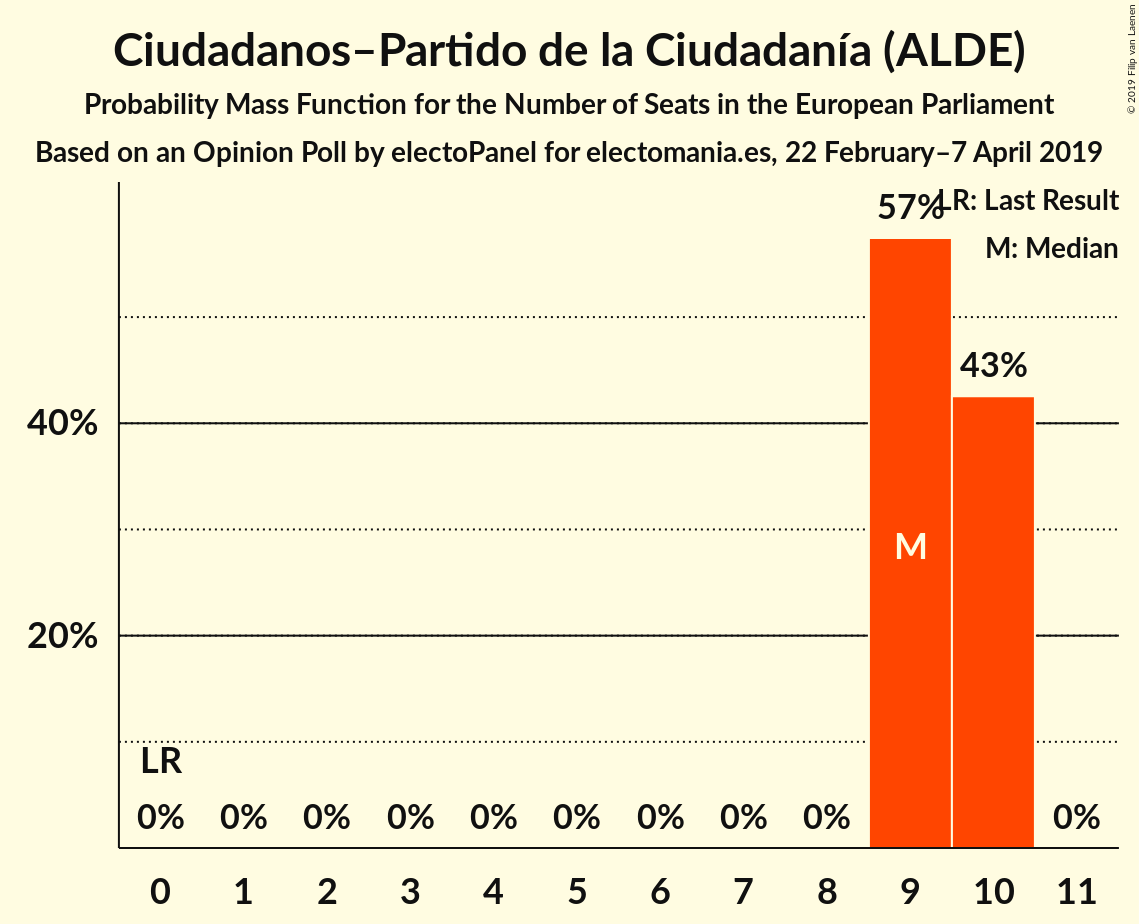 Ciudadanos–Partido de la Ciudadanía (ALDE)
Probability Mass Function for the Number of Seats in the European Parliament
Based on an Opinion Poll by electoPanel for electomania.es, 22 February–7 April 2019
© 2019 Filip van Laenen
LR: Last Result
M: Median
57%
43%
40%
M
20%
LR
0% 0% 0% 0% 0% 0% 0% 0% 0% 0%
0 1 2 3 4 5 6 7 8 9 10 11